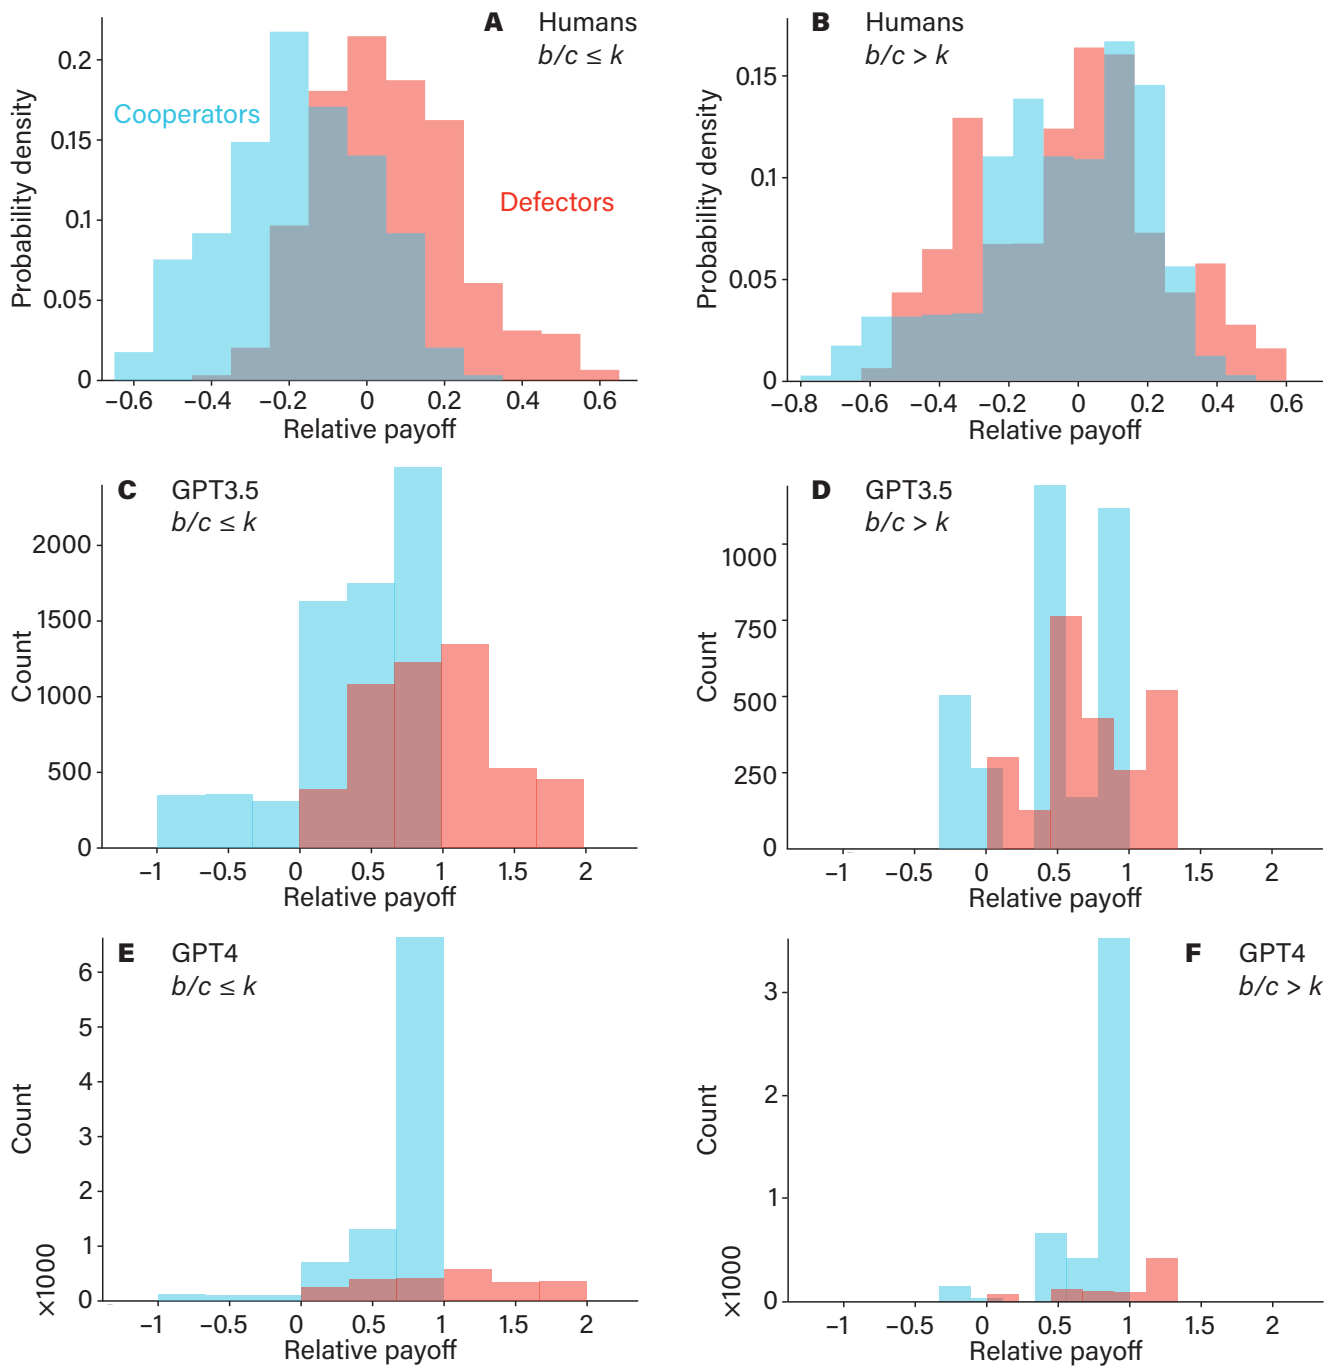 A Humans
b/c ≤ k
Cooperators
Defectors
Probability density
0.2
0.15
0.1
0.05
0
−0.6 −0.4 −0.2 0 0.2 0.4 0.6
Relative payoff
B Humans
b/c > k
Probability density
0.15
0.1
0.05
0
−0.8 −0.6 −0.4 −0.2 0 0.2 0.4 0.6
Relative payoff
C GPT3.5
b/c ≤ k
Count
2000
1500
1000
500
0
−1 −0.5 0 0.5 1 1.5 2
Relative payoff
D GPT3.5
b/c > k
Count
1000
750
500
250
0
−1 −0.5 0 0.5 1 1.5 2
Relative payoff
E GPT4
b/c ≤ k
Count
×1000
6
5
4
3
2
1
0
−1 −0.5 0 0.5 1 1.5 2
Relative payoff
F GPT4
b/c > k
Count
×1000
3
2
1
0
−1 −0.5 0 0.5 1 1.5 2
Relative payoff